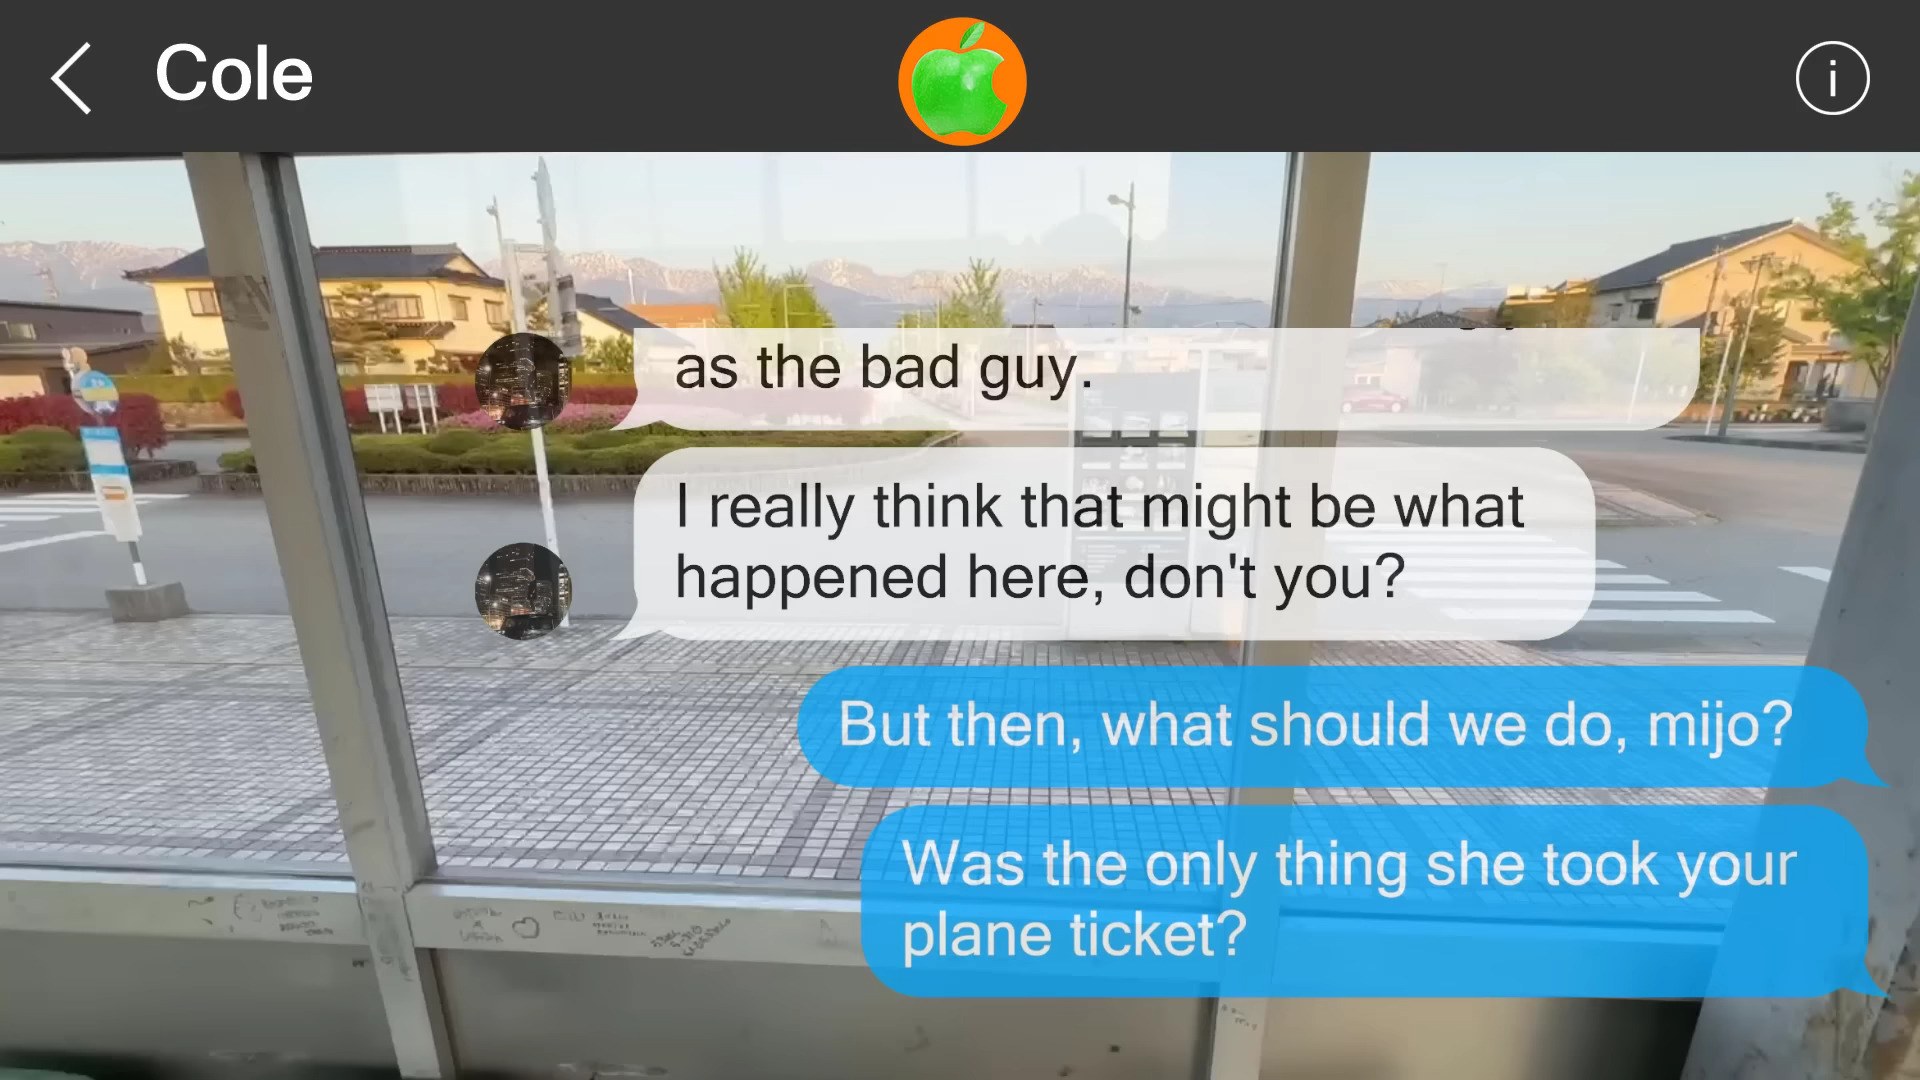 Cole
i
as the bad guy.
I really think that might be what
happened here, don't you?
But then, what should we do, mijo?
Was the only thing she took your
plane ticket?